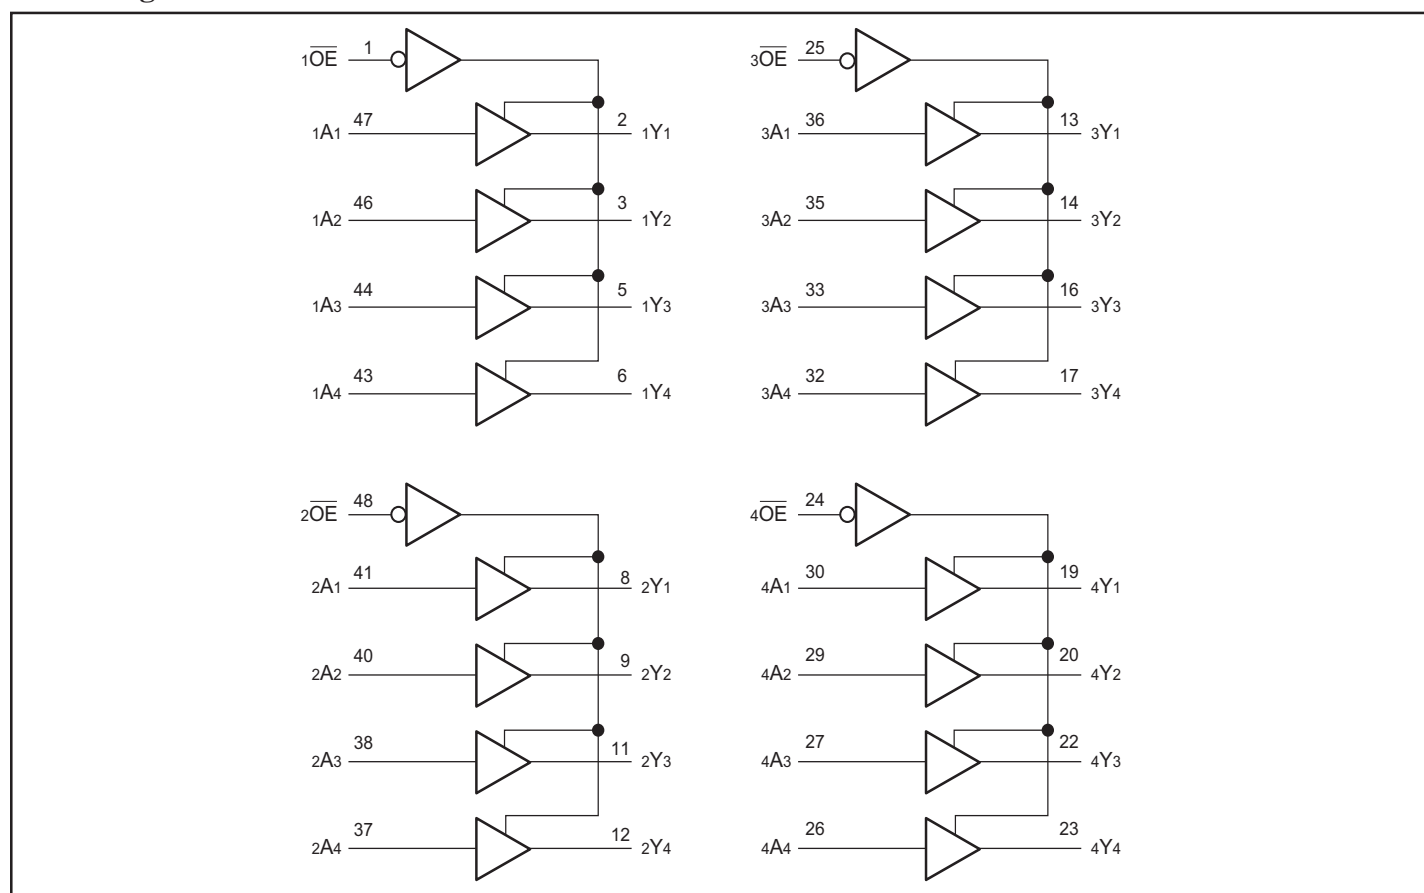 1OE 1
1A1 47 2 1Y1
1A2 46 3 1Y2
1A3 44 5 1Y3
1A4 43 6 1Y4
3OE 25
3A1 36 13 3Y1
3A2 35 14 3Y2
3A3 33 16 3Y3
3A4 32 17 3Y4
2OE 48
2A1 41 8 2Y1
2A2 40 9 2Y2
2A3 38 11 2Y3
2A4 37 12 2Y4
4OE 24
4A1 30 19 4Y1
4A2 29 20 4Y2
4A3 27 22 4Y3
4A4 26 23 4Y4